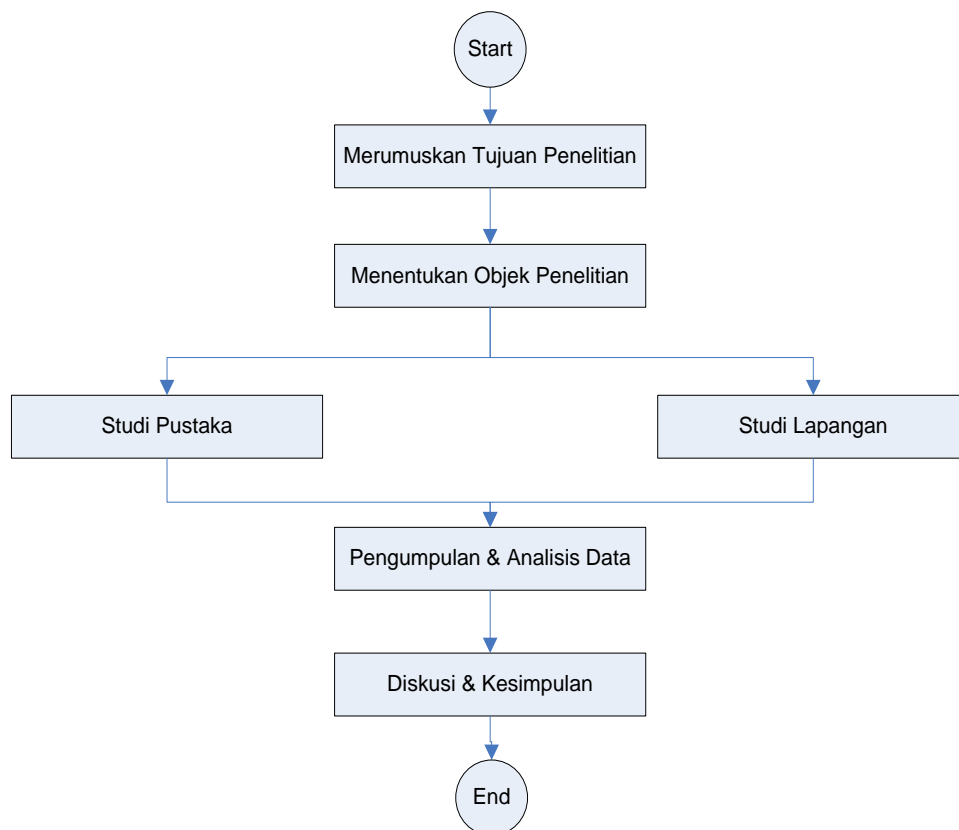 Start
Merumuskan Tujuan Penelitian
Menentukan Objek Penelitian
Studi Pustaka
Studi Lapangan
Pengumpulan & Analisis Data
Diskusi & Kesimpulan
End